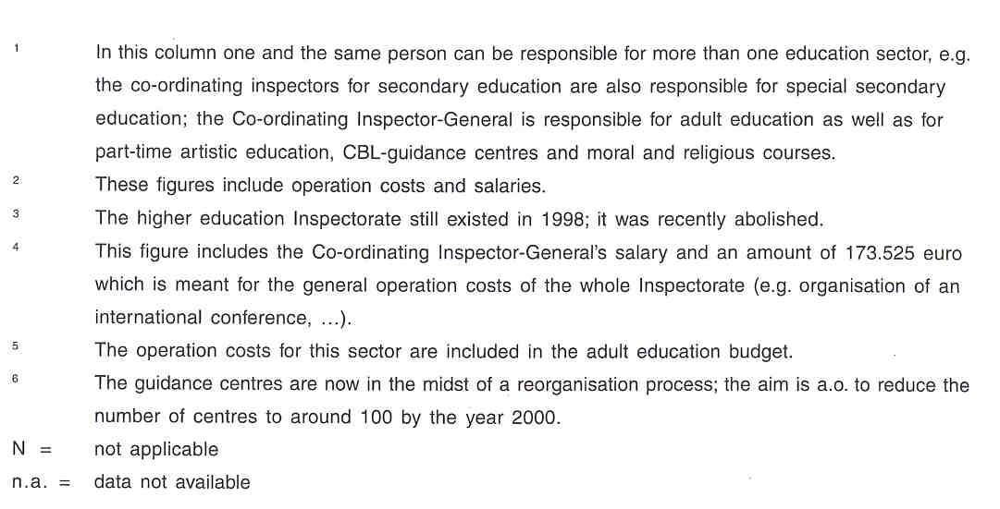 1 In this column one and the same person can be responsible for more than one education sector, e.g.
the co-ordinating inspectors for secondary education are also responsible for special secondary
education; the Co-ordinating Inspector-General is responsible for adult education as well as for
part-time artistic education, CBL-guidance centres and moral and religious courses.
2 These figures include operation costs and salaries.
3 The higher education Inspectorate still existed in 1998; it was recently abolished.
4 This figure includes the Co-ordinating Inspector-General's salary and an amount of 173.525 euro
which is meant for the general operation costs of the whole Inspectorate (e.g. organisation of an
international conference, ...).
5 The operation costs for this sector are included in the adult education budget.
6 The guidance centres are now in the midst of a reorganisation process; the aim is a.o. to reduce the
number of centres to around 100 by the year 2000.
N = not applicable
n.a. = data not available